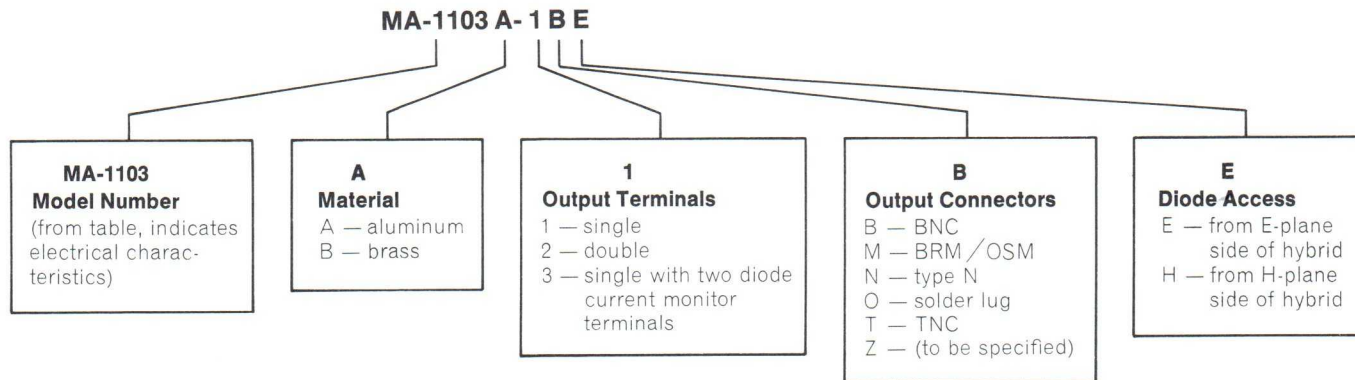 MA-1103 A- 1 B E
MA-1103
Model Number
(from table, indicates
electrical charac-
teristics)
A
Material
A — aluminum
B — brass
1
Output Terminals
1 — single
2 — double
3 — single with two diode
current monitor
terminals
B
Output Connectors
B — BNC
M — BRM/OSM
N — type N
O — solder lug
T — TNC
Z — (to be specified)
E
Diode Access
E — from E-plane
side of hybrid
H — from H-plane
side of hybrid